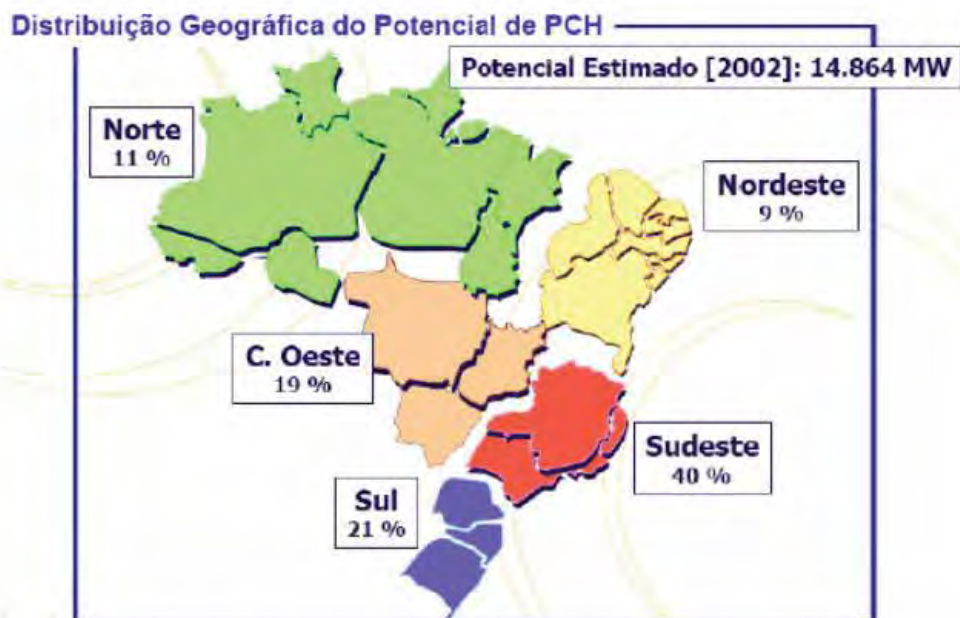 Distribuição Geográfica do Potencial de PCH
Potencial Estimado [2002]: 14.864 MW
Norte
11 %
Nordeste
9 %
C. Oeste
19 %
Sudeste
40 %
Sul
21 %